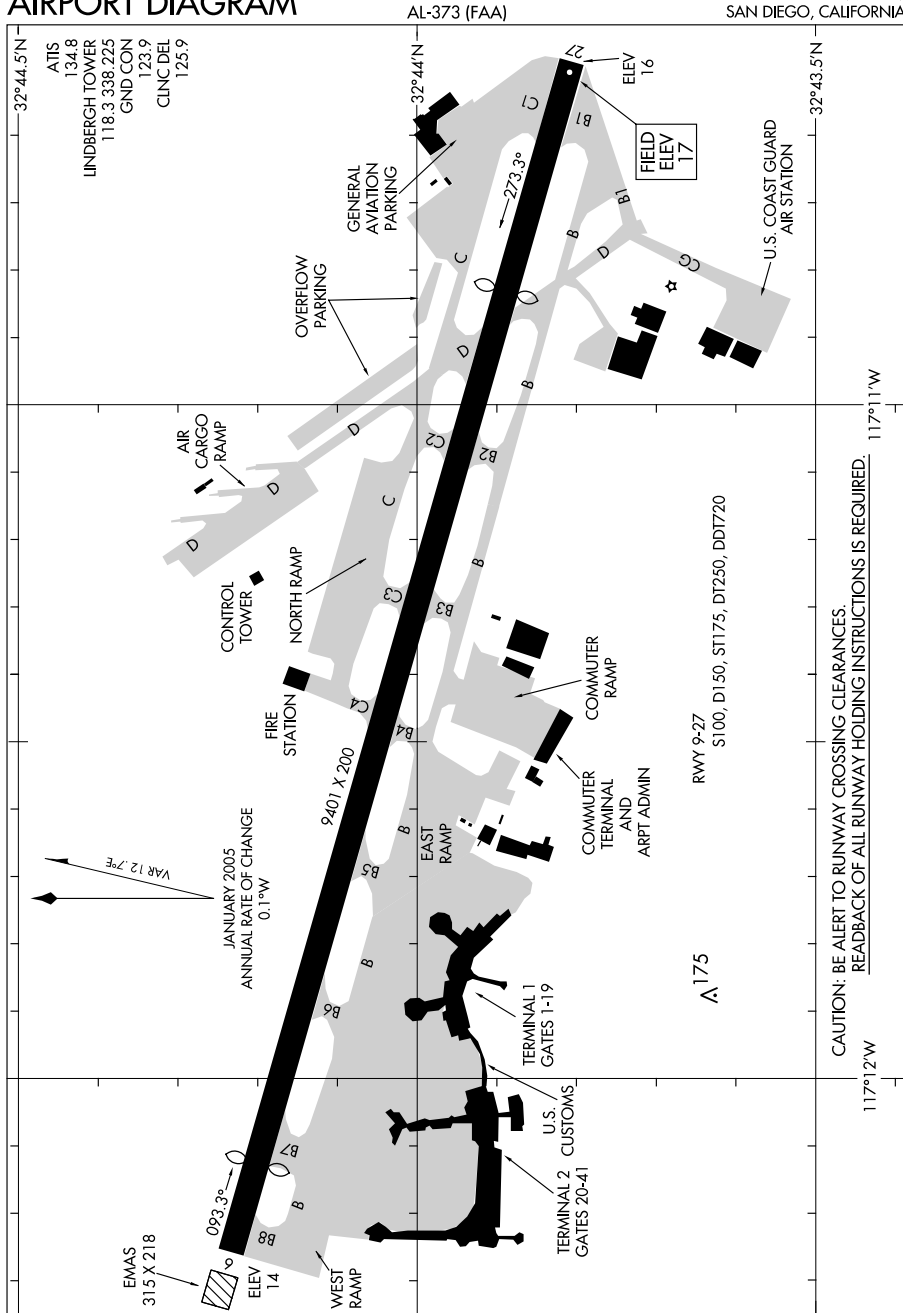 AIRPORT DIAGRAM
AL-373 (FAA)
SAN DIEGO, CALIFORNIA
32°44.5'N
32°44'N
32°43.5'N
ATIS
134.8
LINDBERGH TOWER
118.3 338.225
GND CON
123.9
CLNC DEL
125.9
27
ELEV
16
FIELD
ELEV
17
C1
B1
B1
GENERAL
AVIATION
PARKING
273.3°
U.S. COAST GUARD
AIR STATION
CG
B
D
C
OVERFLOW
PARKING
D
B
117°11'W
D
C2
B2
AIR
CARGO
RAMP
D
D
C
B
CONTROL
TOWER
NORTH RAMP
C3
B3
FIRE
STATION
C4
B4
COMMUTER
RAMP
COMMUTER
TERMINAL
AND
ARPT ADMIN
RWY 9-27
S100, D150, ST175, DT250, DDT720
9401 X 200
B
EAST
RAMP
B5
VAR 12.7°E
JANUARY 2005
ANNUAL RATE OF CHANGE
0.1°W
B
B6
TERMINAL 1
GATES 1-19
175
U.S.
CUSTOMS
117°12'W
B7
093.3°
B
B8
TERMINAL 2
GATES 20-41
EMAS
315 X 218
9
ELEV
14
WEST
RAMP
CAUTION: BE ALERT TO RUNWAY CROSSING CLEARANCES.
READBACK OF ALL RUNWAY HOLDING INSTRUCTIONS IS REQUIRED.